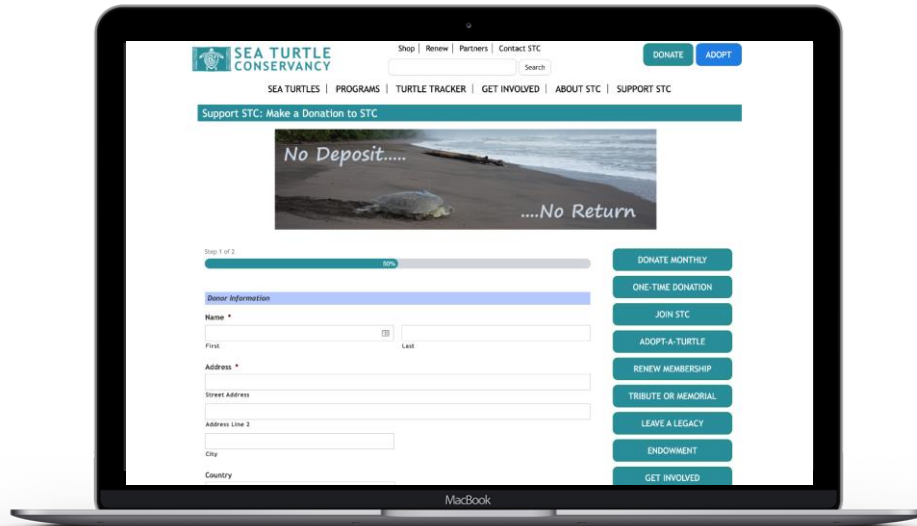 SEA TURTLE
CONSERVANCY
Shop | Renew | Partners | Contact STC
Search
DONATE
ADOPT
SEA TURTLES | PROGRAMS | TURTLE TRACKER | GET INVOLVED | ABOUT STC | SUPPORT STC
Support STC: Make a Donation to STC
No Deposit.....
....No Return
Step 1 of 2
50%
Donor Information
Name *
First
Last
Address *
Street Address
Address Line 2
City
Country
DONATE MONTHLY
ONE-TIME DONATION
JOIN STC
ADOPT-A-TURTLE
RENEW MEMBERSHIP
TRIBUTE OR MEMORIAL
LEAVE A LEGACY
ENDOWMENT
GET INVOLVED
MacBook